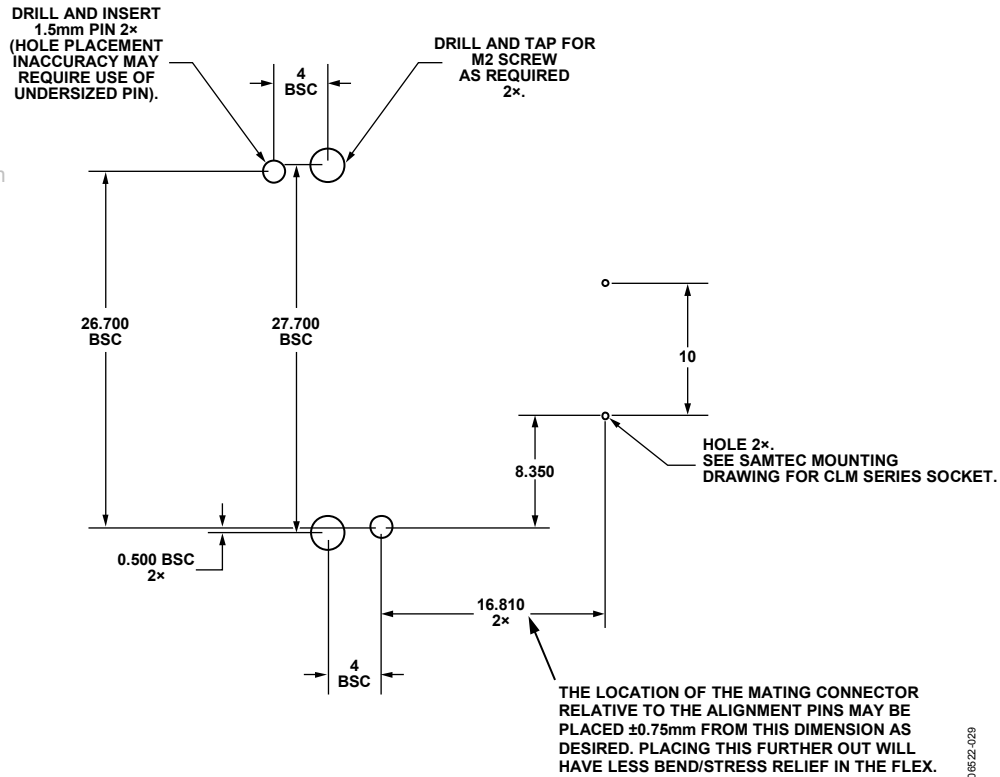 DRILL AND INSERT
1.5mm PIN 2×
(HOLE PLACEMENT
INACCURACY MAY
REQUIRE USE OF
UNDERSIZED PIN).
4
BSC
DRILL AND TAP FOR
M2 SCREW
AS REQUIRED
2×.
26.700
BSC
27.700
BSC
10
8.350
HOLE 2×.
SEE SAMTEC MOUNTING
DRAWING FOR CLM SERIES SOCKET.
0.500 BSC
2×
16.810
2×
4
BSC
THE LOCATION OF THE MATING CONNECTOR
RELATIVE TO THE ALIGNMENT PINS MAY BE
PLACED ±0.75mm FROM THIS DIMENSION AS
DESIRED. PLACING THIS FURTHER OUT WILL
HAVE LESS BEND/STRESS RELIEF IN THE FLEX.
06522-029